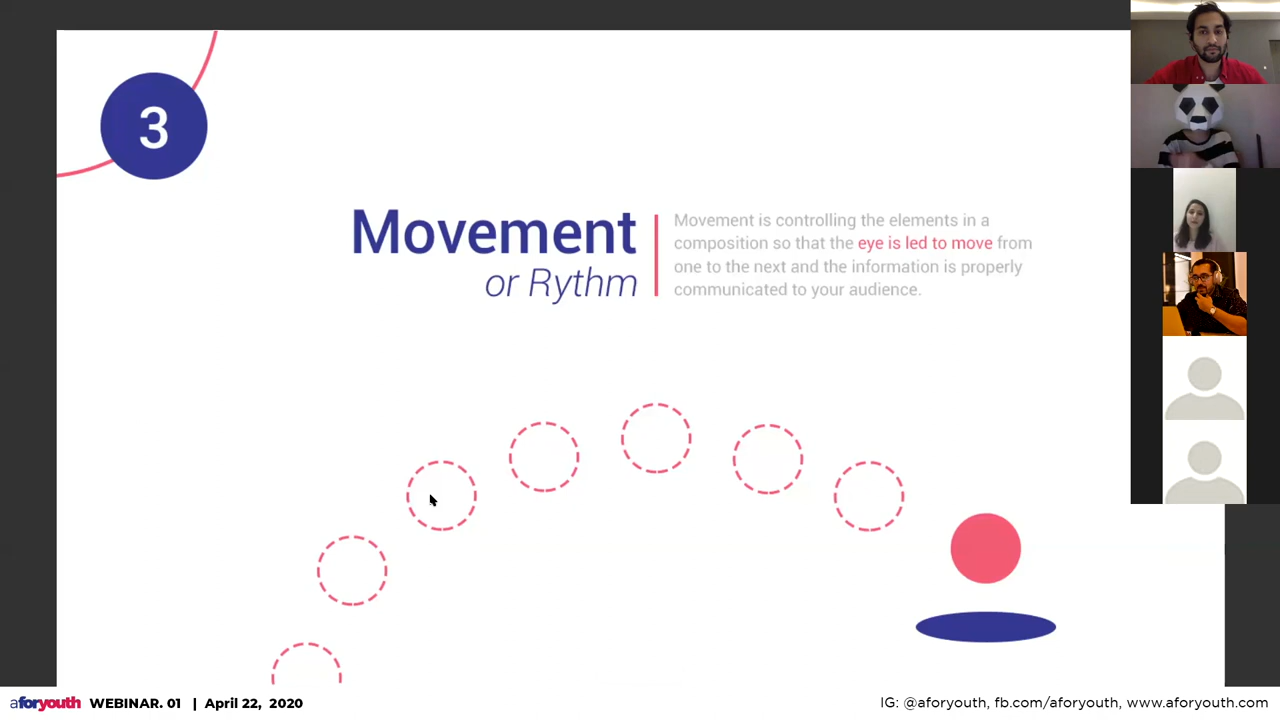 3
Movement
or Rythm
Movement is controlling the elements in a
composition so that the eye is led to move from
one to the next and the information is properly
communicated to your audience.
aforyouth WEBINAR. 01 | April 22, 2020
IG: @aforyouth, fb.com/aforyouth, www.aforyouth.com